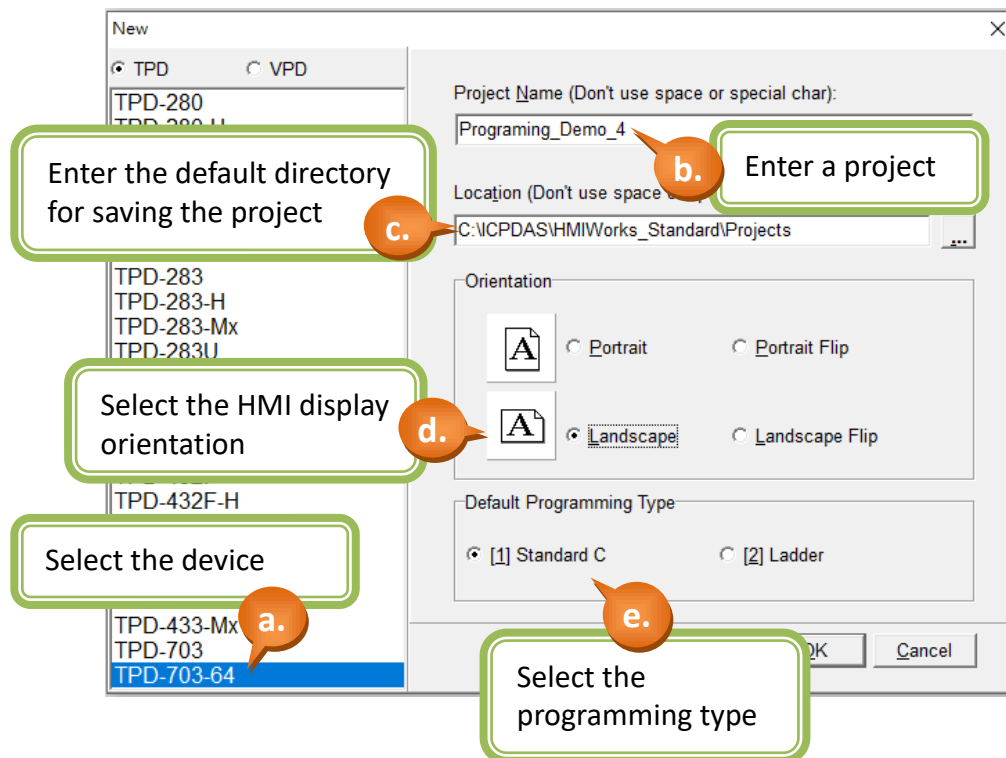 New
TPD
VPD
TPD-280
Project Name (Don't use space or special char):
Programing_Demo_4
b.
Enter a project
Enter the default directory
for saving the project
c.
Location (Don't use space
C:\ICPDAS\HMIWorks_Standard\Projects
...
TPD-283
TPD-283-H
TPD-283-Mx
TPD-283U
Orientation
A
Portrait
Portrait Flip
Select the HMI display
orientation
d.
A
Landscape
Landscape Flip
TPD-432F-H
Default Programming Type
[1] Standard C
[2] Ladder
Select the device
a.
TPD-433-Mx
TPD-703
TPD-703-64
e.
Select the
programming type
OK
Cancel